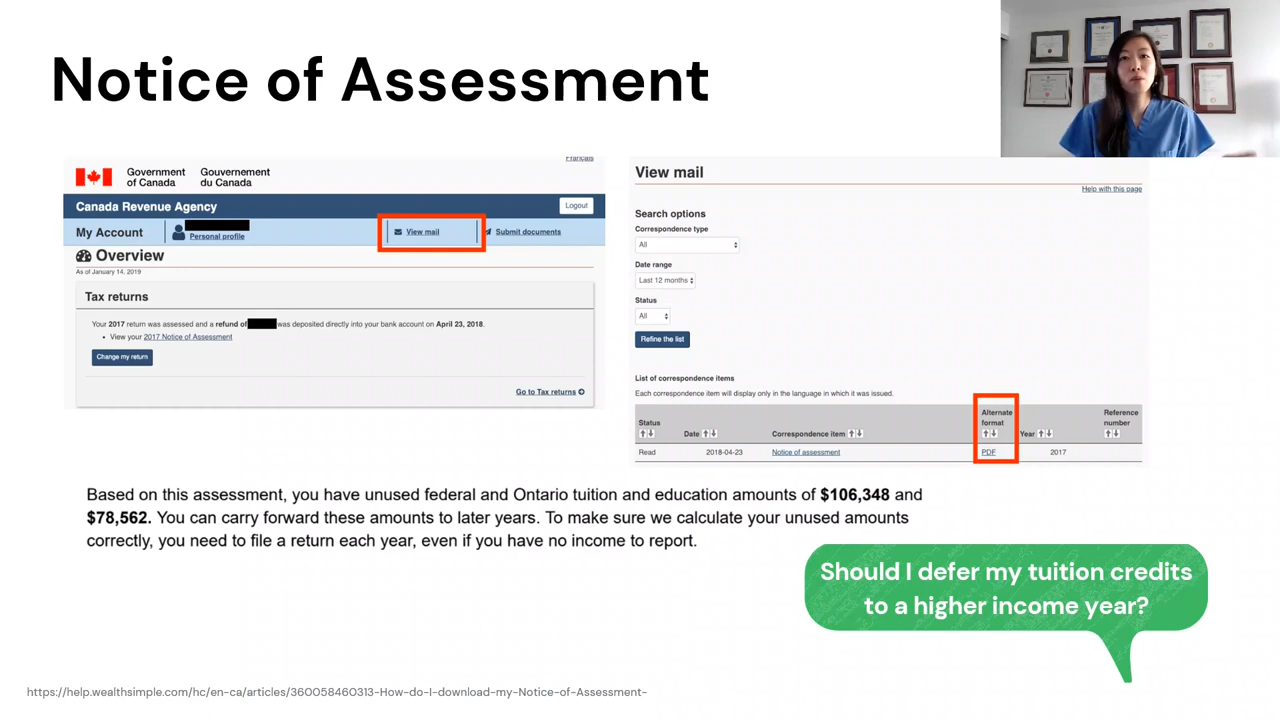 Notice of Assessment
Français
Government of Canada
Gouvernement du Canada
Canada Revenue Agency
Logout
My Account
Personal profile
View mail
Submit documents
Overview
As of January 14, 2019
Tax returns
Your 2017 return was assessed and a refund of was deposited directly into your bank account on April 23, 2018.
• View your 2017 Notice of Assessment
Change my return
Go to Tax returns
View mail
Help with this page
Search options
Correspondence type
All
Date range
Last 12 months
Status
All
Refine the list
List of correspondence items
Each correspondence item will display only in the language in which it was issued.
Status Date Correspondence item Alternate format Year Reference number
Read 2018-04-23 Notice of assessment PDF 2017
Based on this assessment, you have unused federal and Ontario tuition and education amounts of $106,348 and
$78,562. You can carry forward these amounts to later years. To make sure we calculate your unused amounts
correctly, you need to file a return each year, even if you have no income to report.
Should I defer my tuition credits
to a higher income year?
https://help.wealthsimple.com/hc/en-ca/articles/360058460313-How-do-I-download-my-Notice-of-Assessment-